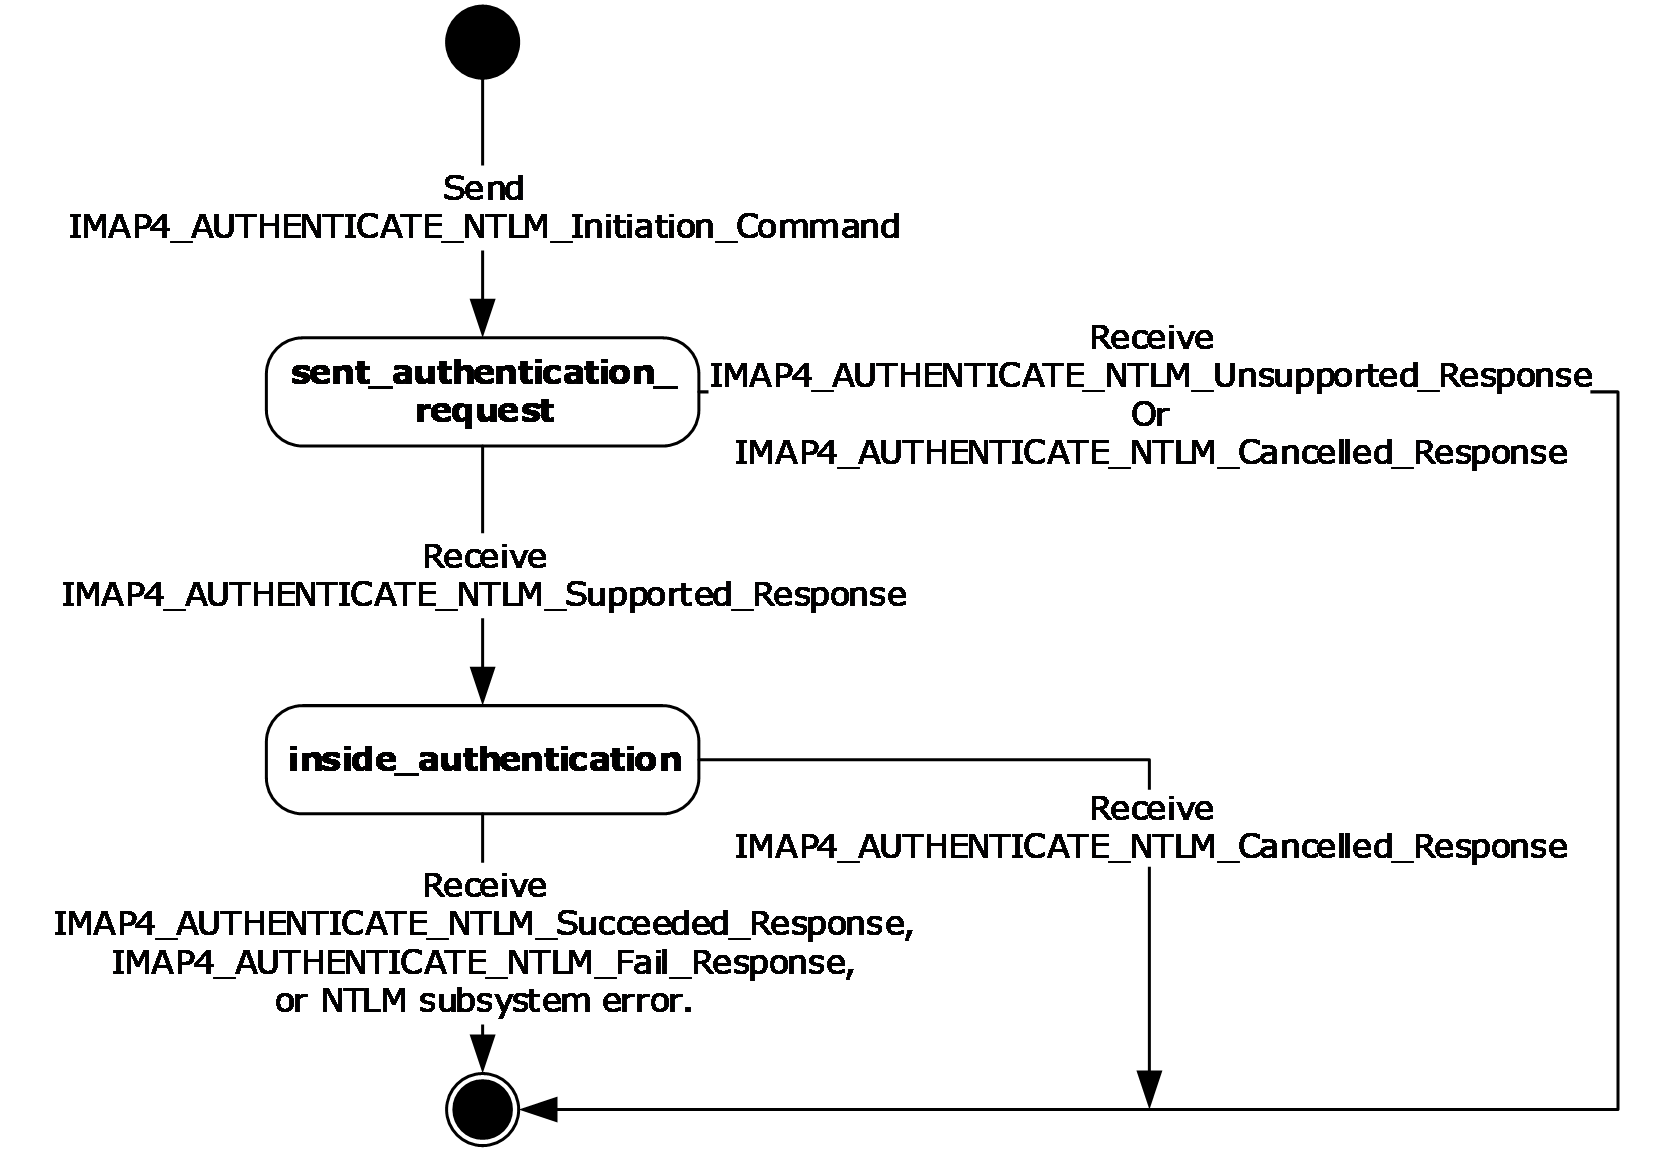 Send
IMAP4_AUTHENTICATE_NTLM_Initiation_Command
sent_authentication_
request
Receive
IMAP4_AUTHENTICATE_NTLM_Unsupported_Response
Or
IMAP4_AUTHENTICATE_NTLM_Cancelled_Response
Receive
IMAP4_AUTHENTICATE_NTLM_Supported_Response
inside_authentication
Receive
IMAP4_AUTHENTICATE_NTLM_Cancelled_Response
Receive
IMAP4_AUTHENTICATE_NTLM_Succeeded_Response,
IMAP4_AUTHENTICATE_NTLM_Fail_Response,
or NTLM subsystem error.